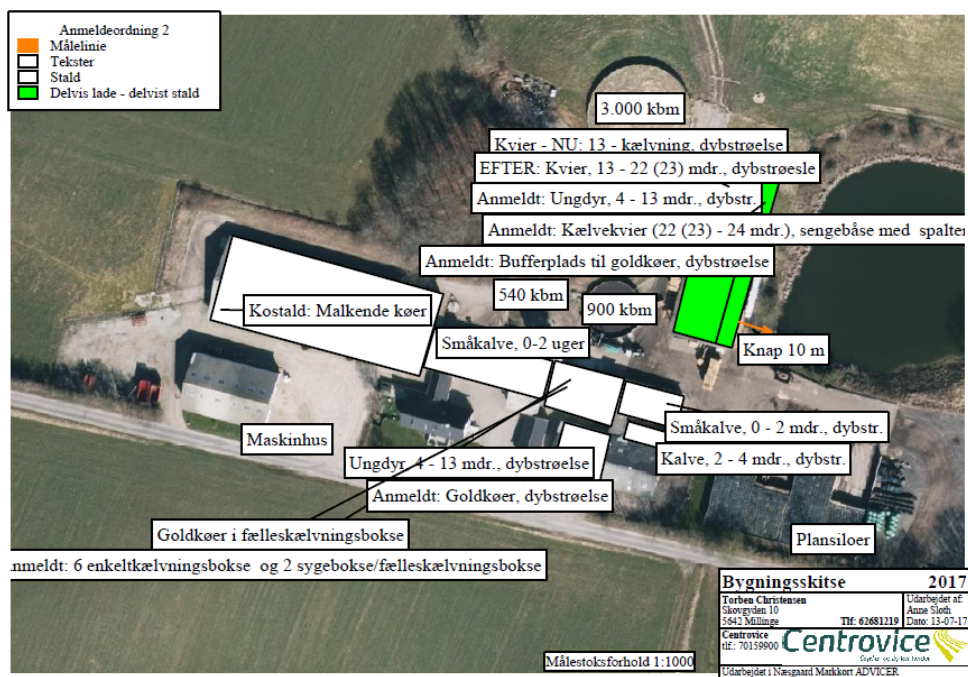 Anmeldeordning 2
Målelinie
Tekster
Stald
Delvis lade - delvist stald
3.000 kbm
Kvier - NU: 13 - kælvning, dybstrøelse
EFTER: Kvier, 13 - 22 (23) mdr., dybstrøesle
Anmeldt: Ungdyr, 4 - 13 mdr., dybstr.
Anmeldt: Kælvekvier (22 (23) - 24 mdr.), sengebåse med spalter
Anmeldt: Bufferplads til goldkøer, dybstrøelse
540 kbm
900 kbm
Kostald: Malkende køer
Småkalve, 0-2 uger
Knap 10 m
Småkalve, 0 - 2 mdr., dybstr.
Maskinhus
Ungdyr, 4 - 13 mdr., dybstrøelse
Kalve, 2 - 4 mdr., dybstr.
Anmeldt: Goldkøer, dybstrøelse
Goldkøer i fælleskælvningsbokse
Plansiloer
nmeldt: 6 enkeltkælvningsbokse og 2 sygebokse/fælleskælvningsbokse
Bygningsskitse 2017
Torben Christensen
Skovgyden 10
5642 Millinge Tlf: 62681219
Udarbejdet af:
Anne Sloth
Dato: 13-07-17
Centrovice
tlf.: 70159900
Centrovice
Målestoksforhold 1:1000
Udarbejdet i Næsgaard Markkort ADVICER